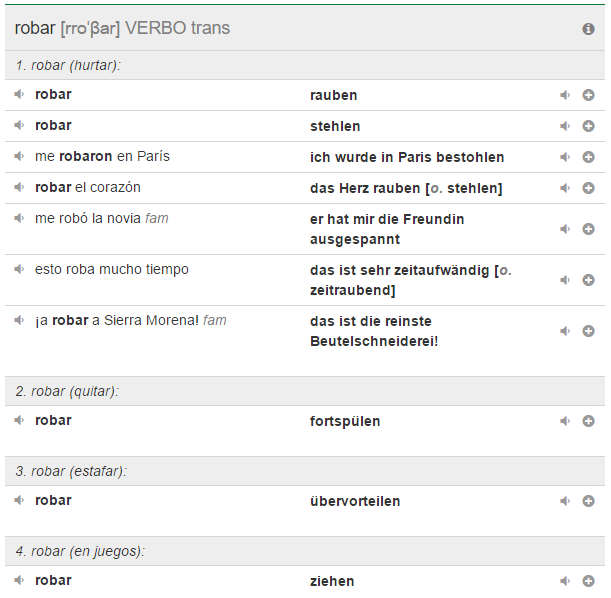 robar [rroˈβar] VERBO trans
1. robar (hurtar):
robar rauben
robar stehlen
me robaron en París ich wurde in Paris bestohlen
robar el corazón das Herz rauben [o. stehlen]
me robó la novia fam er hat mir die Freundin
ausgespannt
esto roba mucho tiempo das ist sehr zeitaufwändig [o.
zeitraubend]
¡a robar a Sierra Morena! fam das ist die reinste
Beutelschneiderei!
2. robar (quitar):
robar fortspülen
3. robar (estafar):
robar übervorteilen
4. robar (en juegos):
robar ziehen